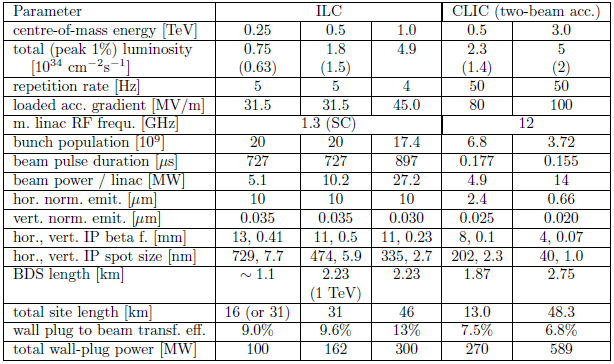 Parameter ILC CLIC (two-beam acc.)
centre-of-mass energy [TeV] 0.25 0.5 1.0 0.5 3.0
total (peak 1%) luminosity 0.75 1.8 4.9 2.3 5
[10^34 cm^−2 s^−1] (0.63) (1.5) (1.4) (2)
repetition rate [Hz] 5 5 4 50 50
loaded acc. gradient [MV/m] 31.5 31.5 45.0 80 100
m. linac RF frequ. [GHz] 1.3 (SC) 12
bunch population [10^9] 20 20 17.4 6.8 3.72
beam pulse duration [μs] 727 727 897 0.177 0.155
beam power / linac [MW] 5.1 10.2 27.2 4.9 14
hor. norm. emit. [μm] 10 10 10 2.4 0.66
vert. norm. emit. [μm] 0.035 0.035 0.030 0.025 0.020
hor., vert. IP beta f. [mm] 13, 0.41 11, 0.5 11, 0.23 8, 0.1 4, 0.07
hor., vert. IP spot size [nm] 729, 7.7 474, 5.9 335, 2.7 202, 2.3 40, 1.0
BDS length [km] ~ 1.1 2.23 2.23 1.87 2.75
(1 TeV)
total site length [km] 16 (or 31) 31 46 13.0 48.3
wall plug to beam transf. eff. 9.0% 9.6% 13% 7.5% 6.8%
total wall-plug power [MW] 100 162 300 270 589